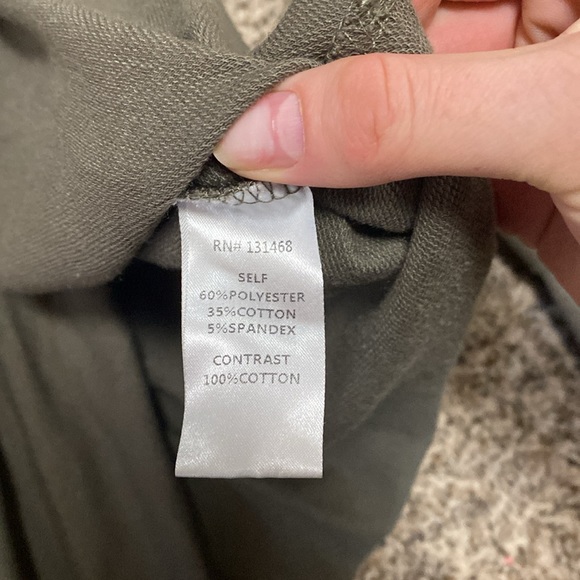 RN# 131468
SELF
60%POLYESTER
35%COTTON
5%SPANDEX
CONTRAST
100%COTTON